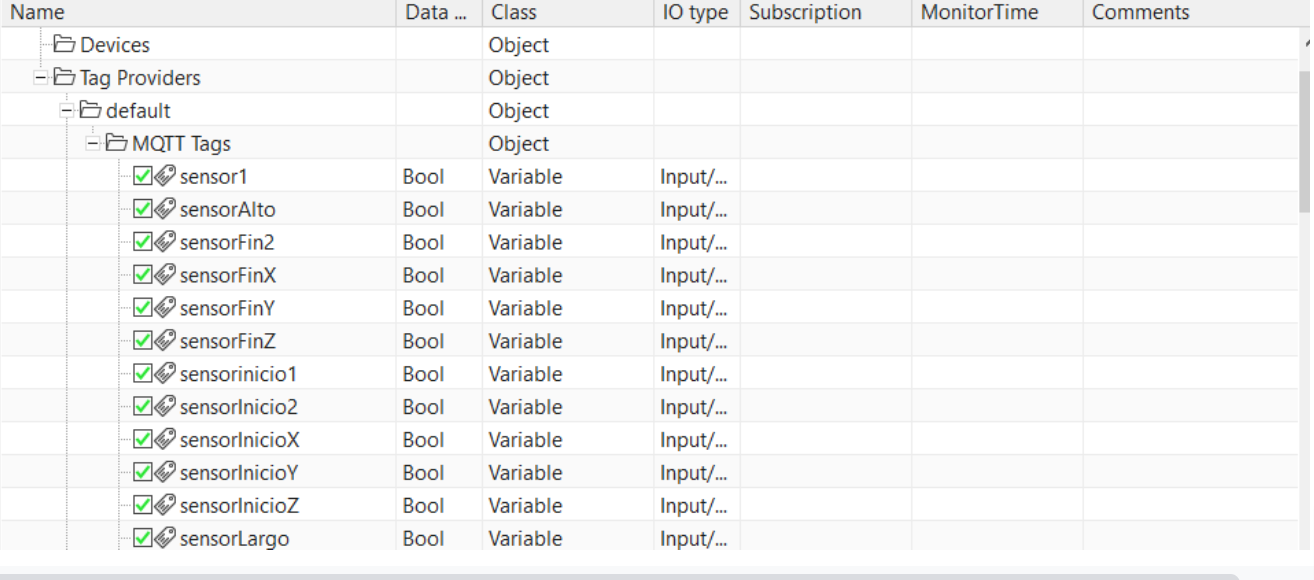 Name Data ... Class IO type Subscription MonitorTime Comments
Devices Object
Tag Providers Object
default Object
MQTT Tags Object
sensor1 Bool Variable Input/...
sensorAlto Bool Variable Input/...
sensorFin2 Bool Variable Input/...
sensorFinX Bool Variable Input/...
sensorFinY Bool Variable Input/...
sensorFinZ Bool Variable Input/...
sensorinicio1 Bool Variable Input/...
sensorInicio2 Bool Variable Input/...
sensorInicioX Bool Variable Input/...
sensorInicioY Bool Variable Input/...
sensorInicioZ Bool Variable Input/...
sensorLargo Bool Variable Input/...